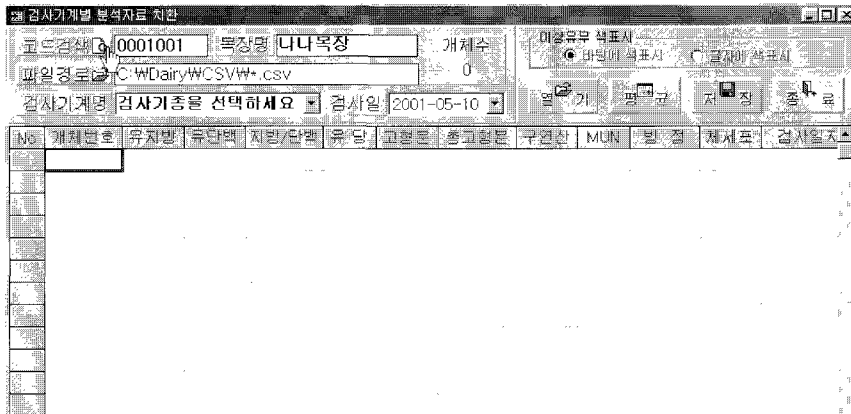 검사기계별 분석자료 치환
코드검색 0001001 목장명 나나목장 개체수
파일경로 C:\Dairy\CSV\*.csv 0
검사기계명 검사기종을 선택하세요 검사일 2001-05-10
이상유무 색표시
바탕에 색표시 글자에 색표시
열 기 평 균 저 장 종 료
No 개체번호 유지방 유단백 지방/단백 유 당 고형분 총고형분 구연산 MUN 빙 점 체세포 검사일자